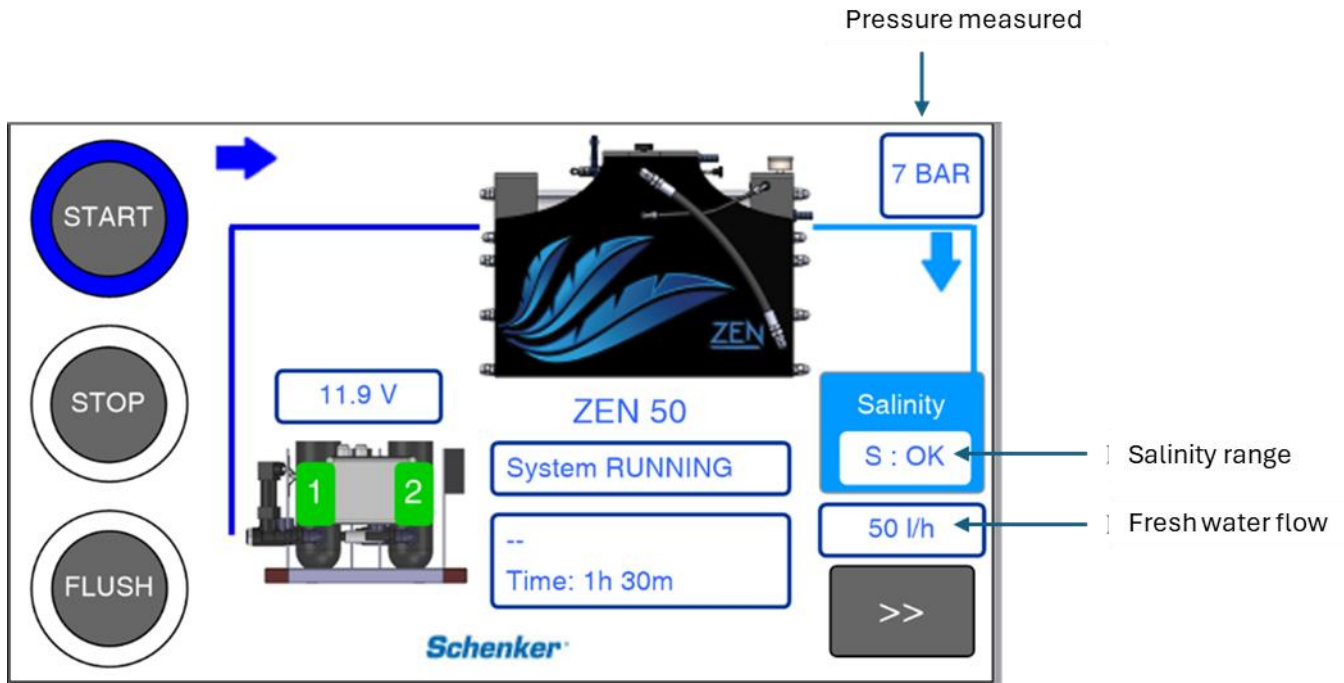 Pressure measured
START
7 BAR
ZEN
STOP
11.9 V
ZEN 50
Salinity
S : OK
Salinity range
System RUNNING
1
2
50 l/h
Fresh water flow
--
Time: 1h 30m
FLUSH
>>
Schenker